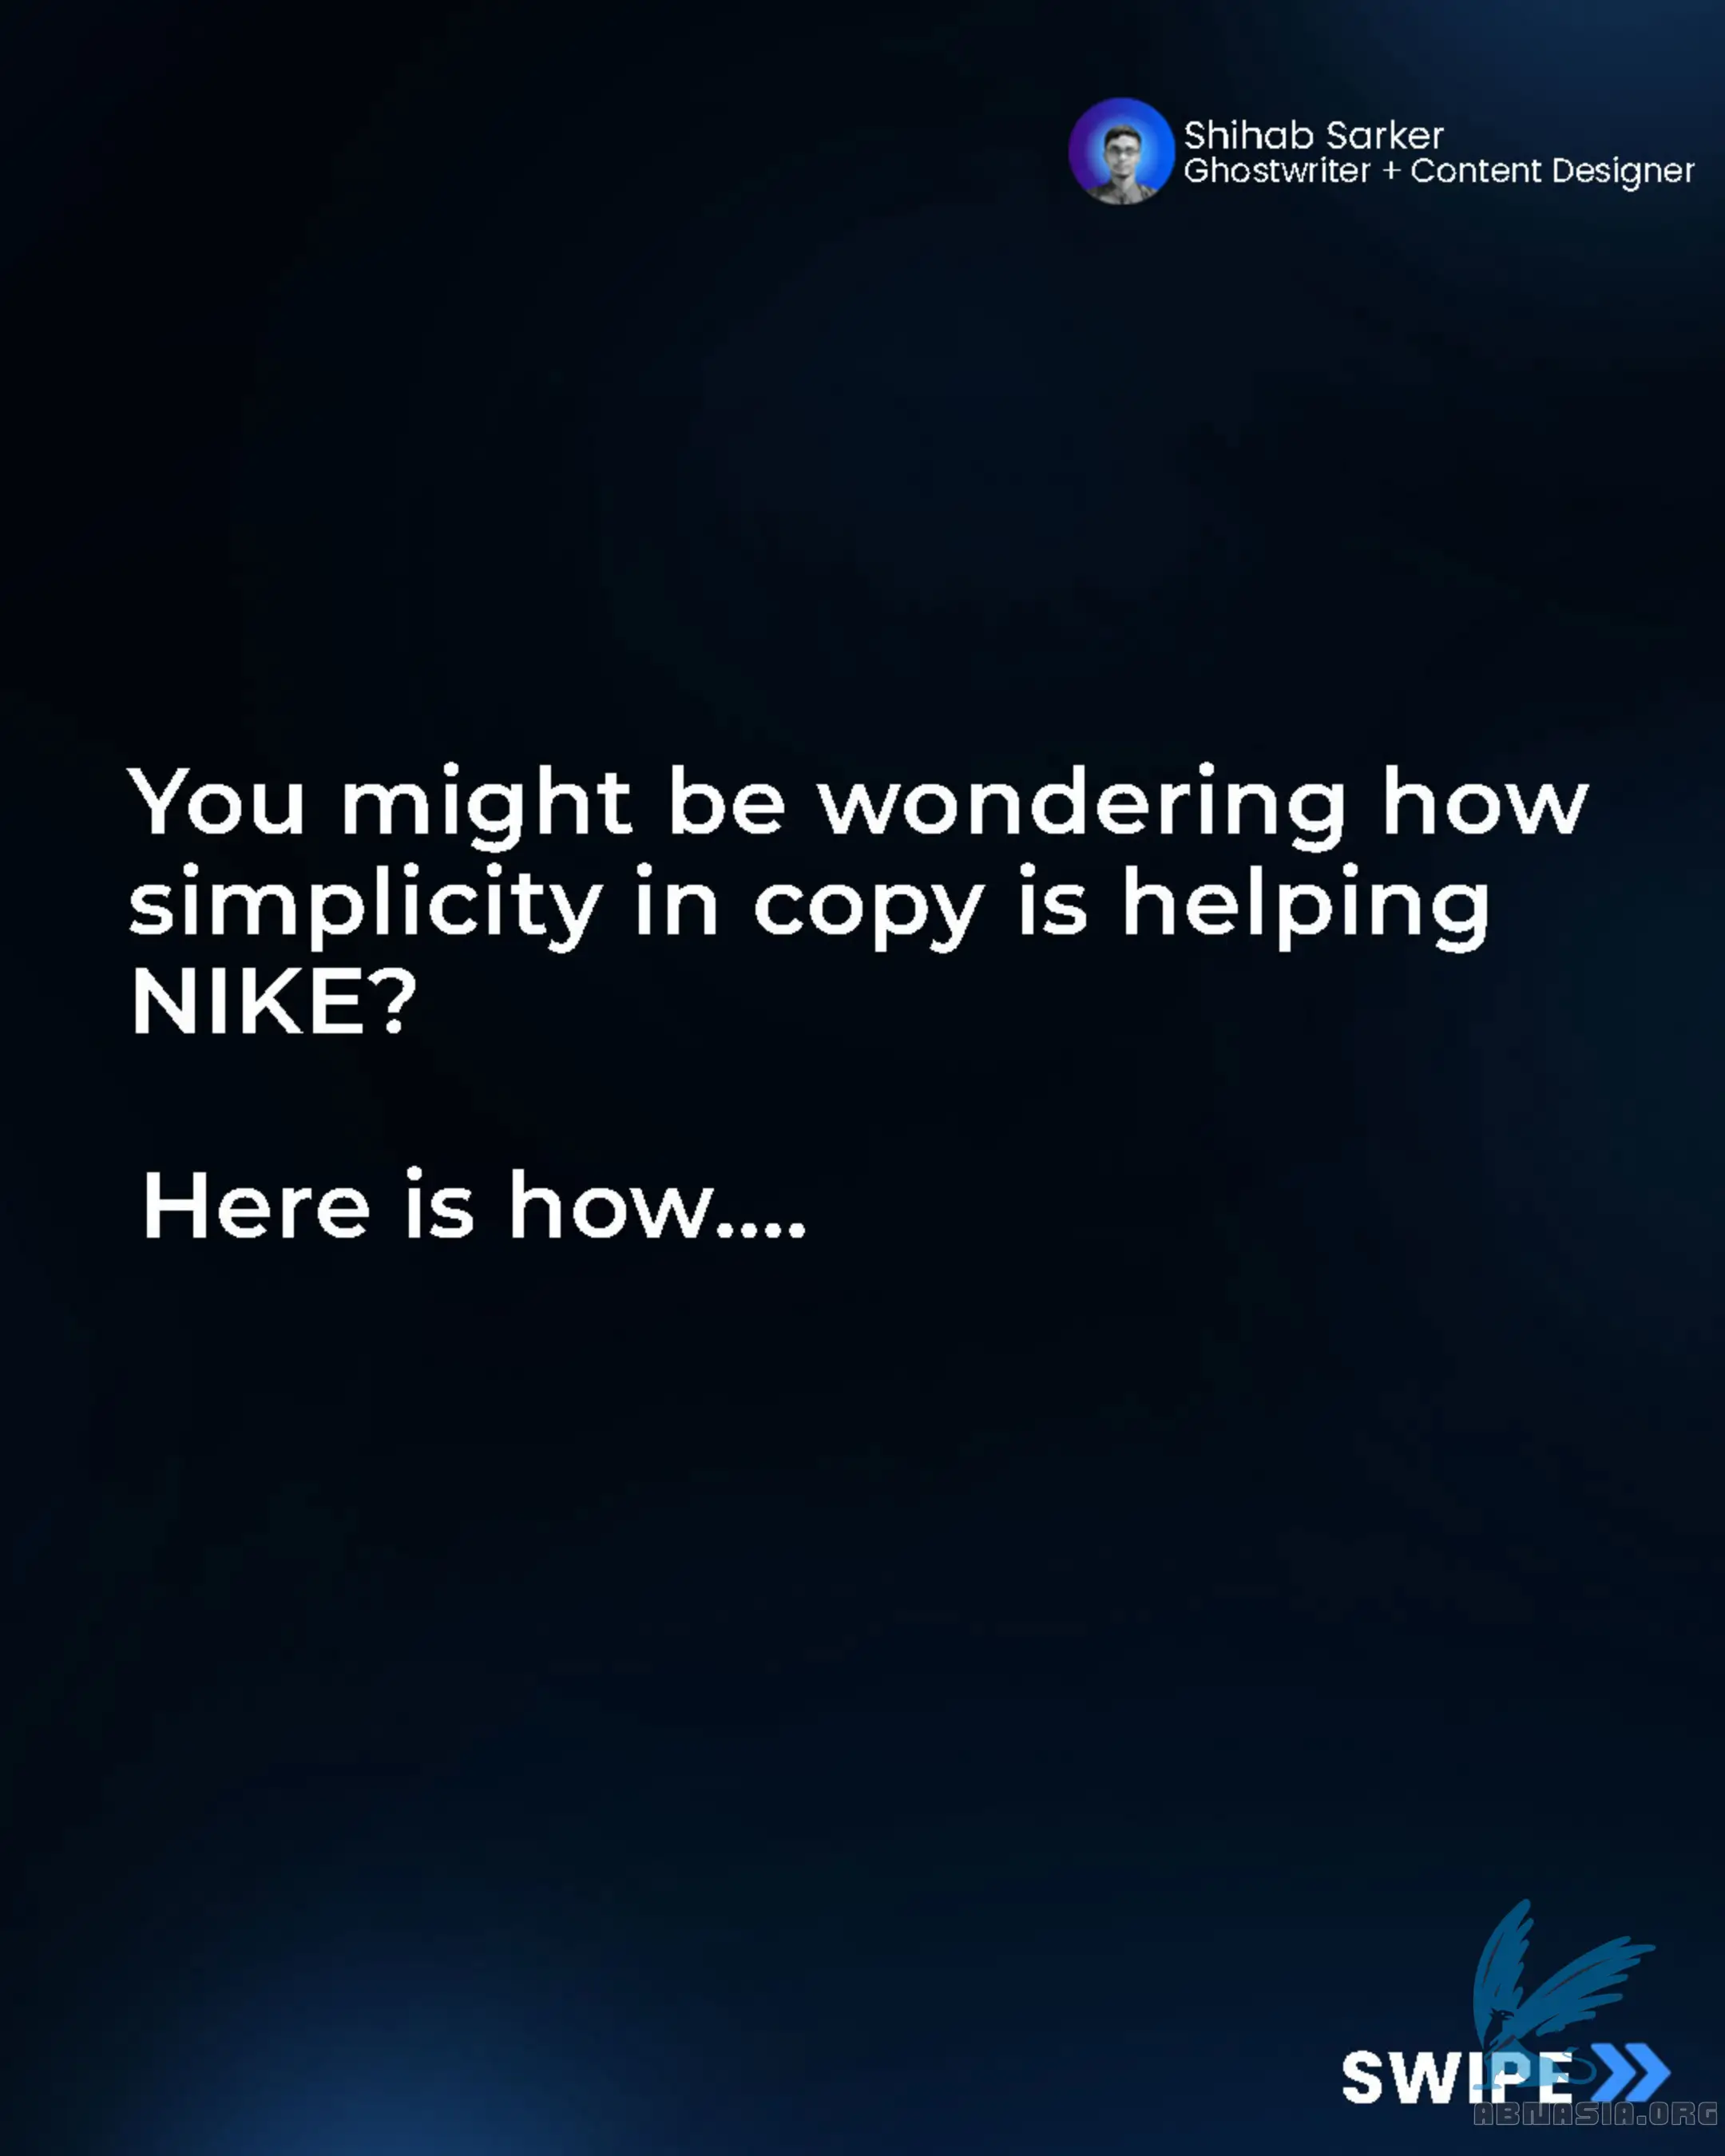 Shihab Sarker
Ghostwriter + Content Designer
You might be wondering how
simplicity in copy is helping
NIKE?
Here is how....
SWIPE
ABNASIA.ORG